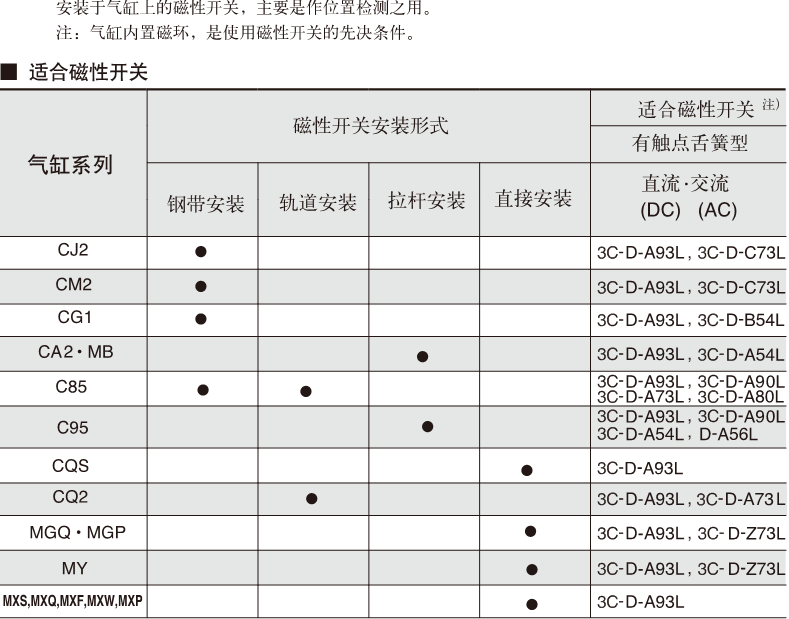 安装于气缸上的磁性开关，主要是作位置检测之用。
注：气缸内置磁环，是使用磁性开关的先决条件。
■ 适合磁性开关
气缸系列
磁性开关安装形式
适合磁性开关 注)
有触点舌簧型
钢带安装 轨道安装 拉杆安装 直接安装
直流·交流
(DC) (AC)
CJ2 ● 3C-D-A93L, 3C-D-C73L
CM2 ● 3C-D-A93L, 3C-D-C73L
CG1 ● 3C-D-A93L, 3C-D-B54L
CA2·MB ● 3C-D-A93L, 3C-D-A54L
C85 ● ● 3C-D-A93L, 3C-D-A90L
3C-D-A73L, 3C-D-A80L
C95 ● 3C-D-A93L, 3C-D-A90L
3C-D-A54L, D-A56L
CQS ● 3C-D-A93L
CQ2 ● 3C-D-A93L, 3C-D-A73L
MGQ·MGP ● 3C-D-A93L, 3C-D-Z73L
MY ● 3C-D-A93L, 3C-D-Z73L
MXS,MXQ,MXF,MXW,MXP ● 3C-D-A93L